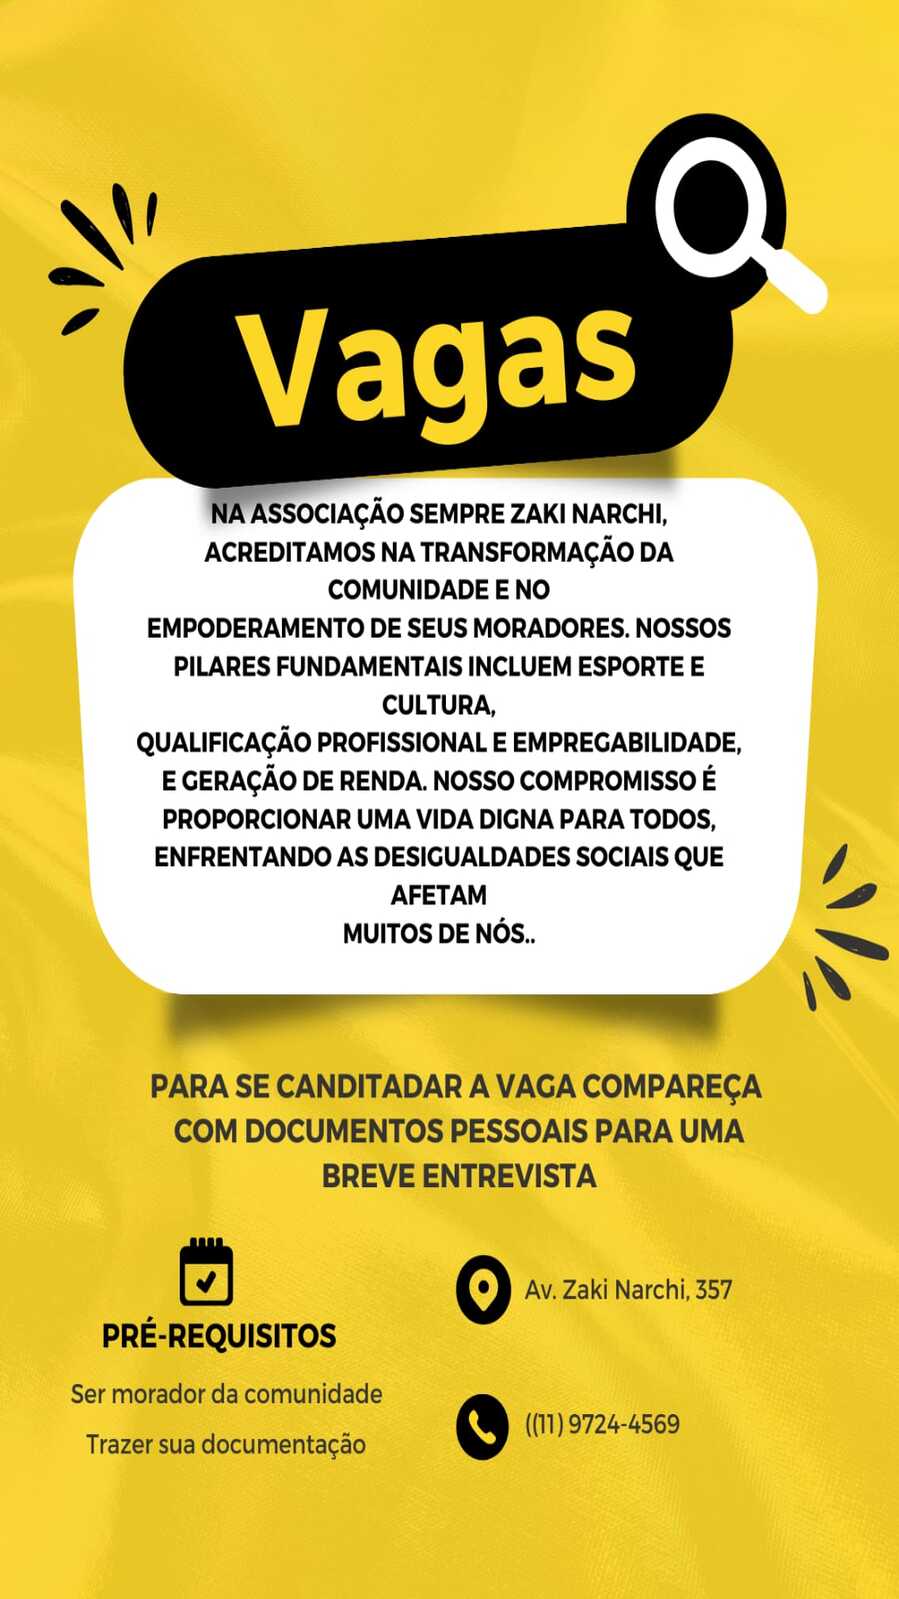 Vagas
NA ASSOCIAÇÃO SEMPRE ZAKI NARCHI,
ACREDITAMOS NA TRANSFORMAÇÃO DA
COMUNIDADE E NO
EMPODERAMENTO DE SEUS MORADORES. NOSSOS
PILARES FUNDAMENTAIS INCLUEM ESPORTE E
CULTURA,
QUALIFICAÇÃO PROFISSIONAL E EMPREGABILIDADE,
E GERAÇÃO DE RENDA. NOSSO COMPROMISSO É
PROPORCIONAR UMA VIDA DIGNA PARA TODOS,
ENFRENTANDO AS DESIGUALDADES SOCIAIS QUE
AFETAM
MUITOS DE NÓS..
PARA SE CANDITADAR A VAGA COMPAREÇA
COM DOCUMENTOS PESSOAIS PARA UMA
BREVE ENTREVISTA
PRÉ-REQUISITOS
Ser morador da comunidade
Trazer sua documentação
Av. Zaki Narchi, 357
((11) 9724-4569